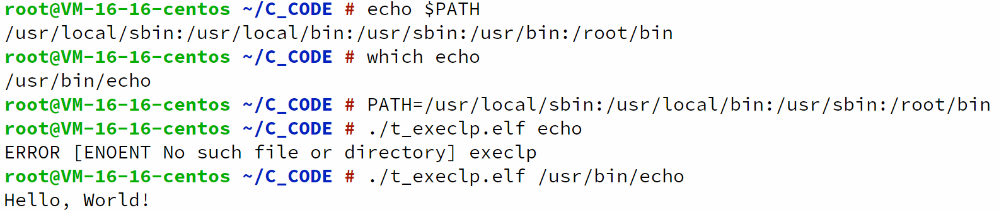 root@VM-16-16-centos ~/C_CODE # echo $PATH
/usr/local/sbin:/usr/local/bin:/usr/sbin:/usr/bin:/root/bin
root@VM-16-16-centos ~/C_CODE # which echo
/usr/bin/echo
root@VM-16-16-centos ~/C_CODE # PATH=/usr/local/sbin:/usr/local/bin:/usr/sbin:/root/bin
root@VM-16-16-centos ~/C_CODE # ./t_execlp.elf echo
ERROR [ENOENT No such file or directory] execlp
root@VM-16-16-centos ~/C_CODE # ./t_execlp.elf /usr/bin/echo
Hello, World!